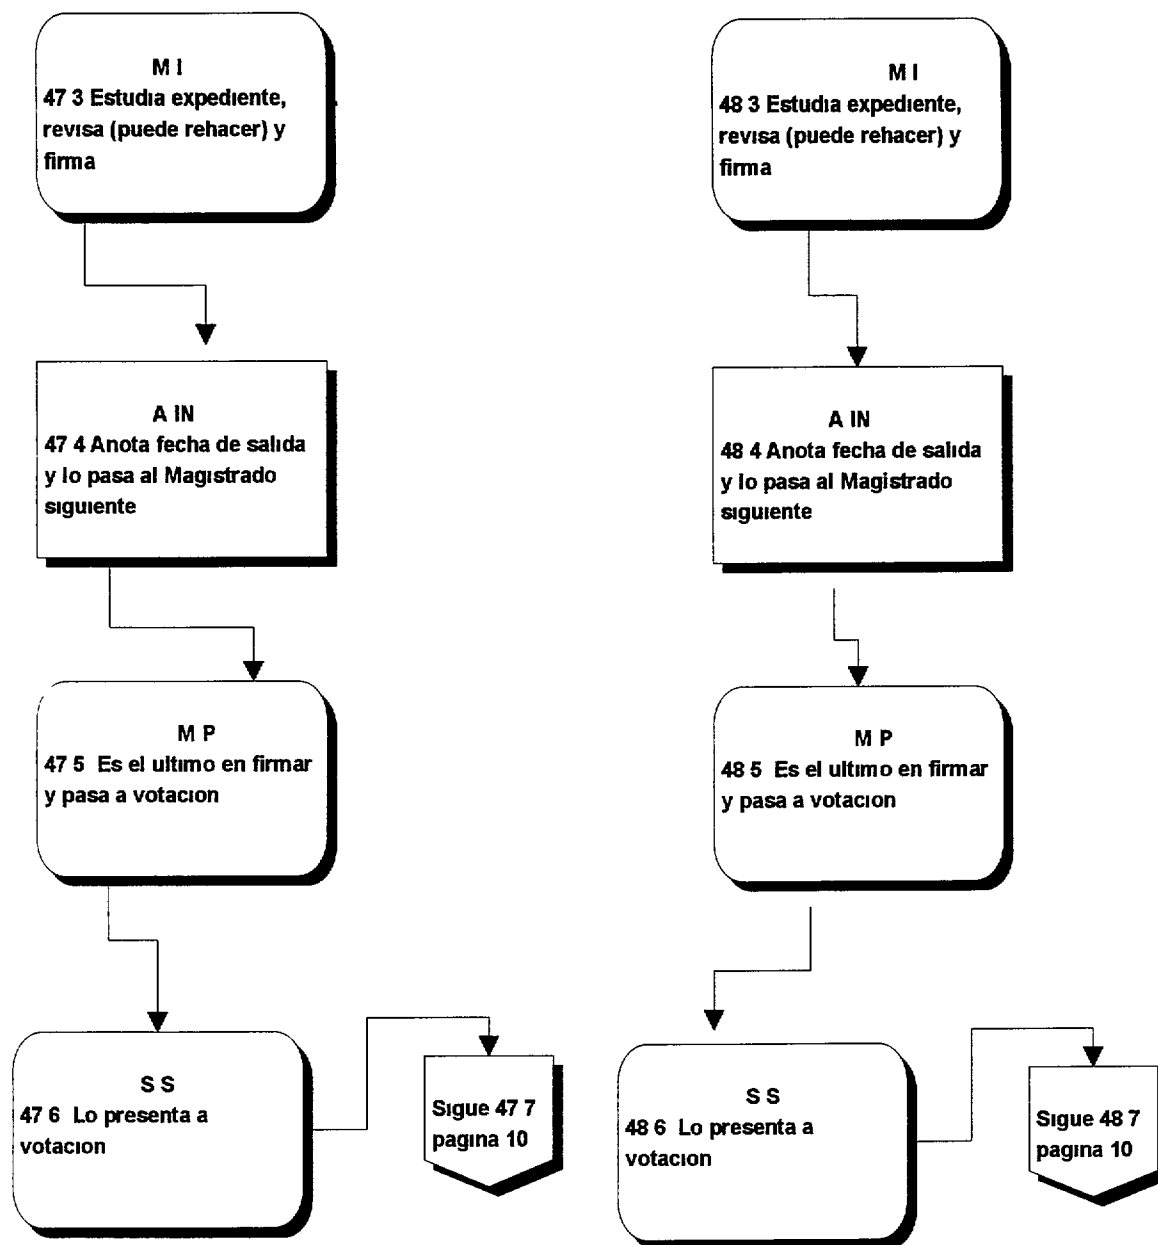 M I
47 3 Estudia expediente,
revisa (puede rehacer) y
firma
A IN
47 4 Anota fecha de salida
y lo pasa al Magistrado
siguiente
M P
47 5 Es el ultimo en firmar
y pasa a votacion
S S
47 6 Lo presenta a
votacion
Sigue 47 7
pagina 10
M I
48 3 Estudia expediente,
revisa (puede rehacer) y
firma
A IN
48 4 Anota fecha de salida
y lo pasa al Magistrado
siguiente
M P
48 5 Es el ultimo en firmar
y pasa a votacion
S S
48 6 Lo presenta a
votacion
Sigue 48 7
pagina 10